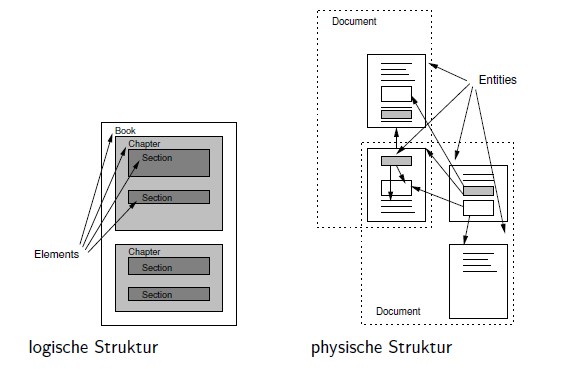 Book
Chapter
Section
Section
Chapter
Section
Section
Elements
logische Struktur
Document
Entities
Document
physische Struktur